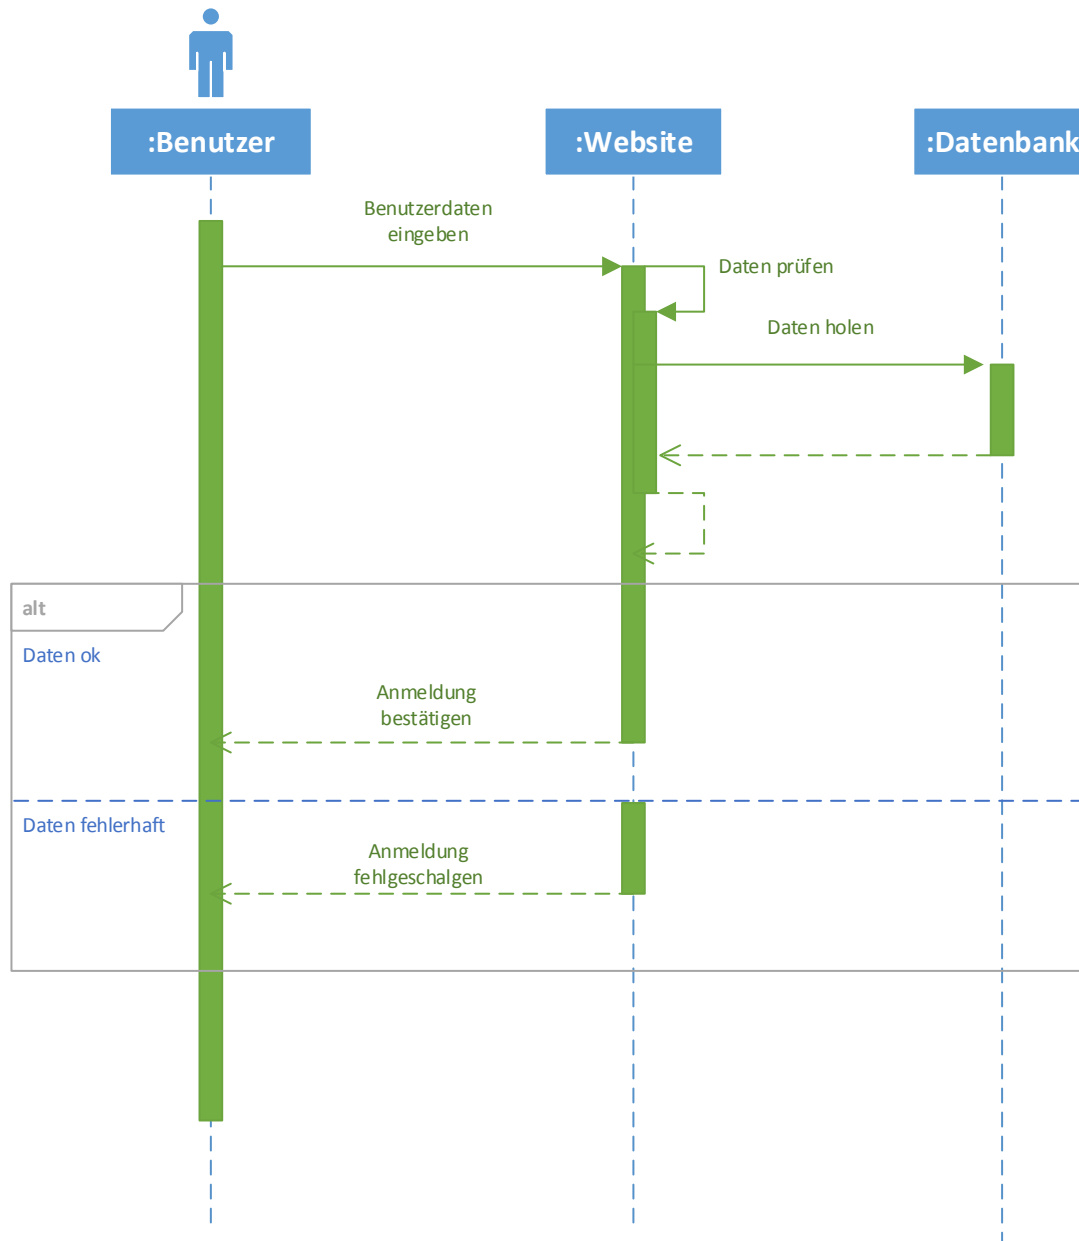 :Benutzer
:Website
:Datenbank
Benutzerdaten
eingeben
Daten prüfen
Daten holen
alt
Daten ok
Anmeldung
bestätigen
Daten fehlerhaft
Anmeldung
fehlgeschalgen